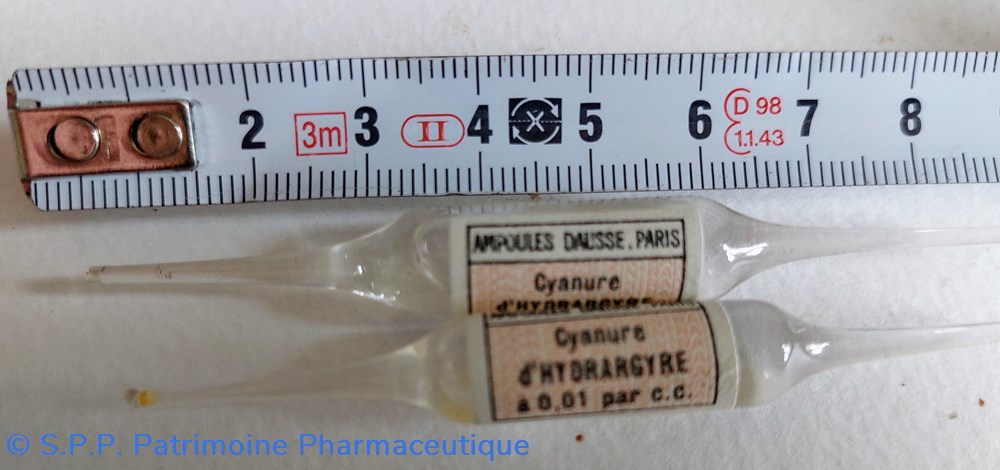 2 3m 3 II 4 X 5 6 D 98 7 8
1.1.43
AMPOULES DAUSSE. PARIS
Cyanure
d'HYDRARGYRE
Cyanure
d'HYDRARGYRE
à 0,01 par c.c.
© S.P.P. Patrimoine Pharmaceutique